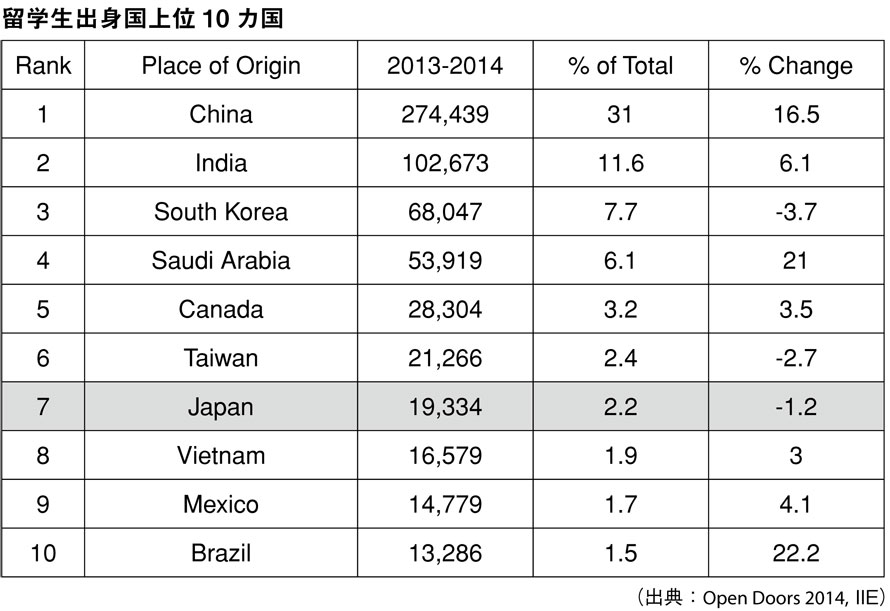 留学生出身国上位10カ国
Rank Place of Origin 2013-2014 % of Total % Change
1 China 274,439 31 16.5
2 India 102,673 11.6 6.1
3 South Korea 68,047 7.7 -3.7
4 Saudi Arabia 53,919 6.1 21
5 Canada 28,304 3.2 3.5
6 Taiwan 21,266 2.4 -2.7
7 Japan 19,334 2.2 -1.2
8 Vietnam 16,579 1.9 3
9 Mexico 14,779 1.7 4.1
10 Brazil 13,286 1.5 22.2
（出典：Open Doors 2014, IIE）